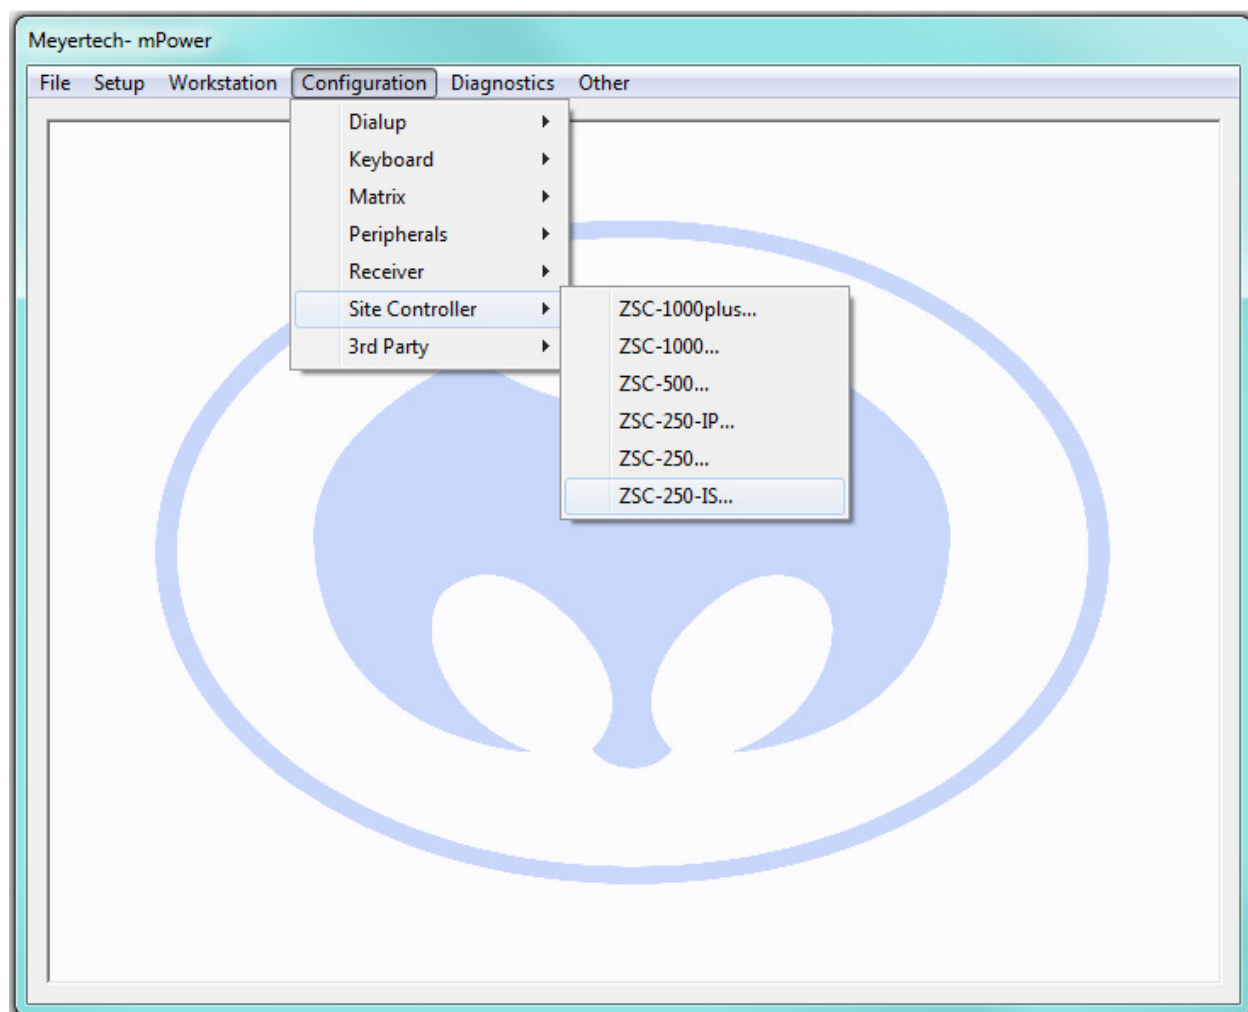 Meyertech- mPower
File Setup Workstation Configuration Diagnostics Other
Dialup
Keyboard
Matrix
Peripherals
Receiver
Site Controller
3rd Party
ZSC-1000plus...
ZSC-1000...
ZSC-500...
ZSC-250-IP...
ZSC-250...
ZSC-250-IS...